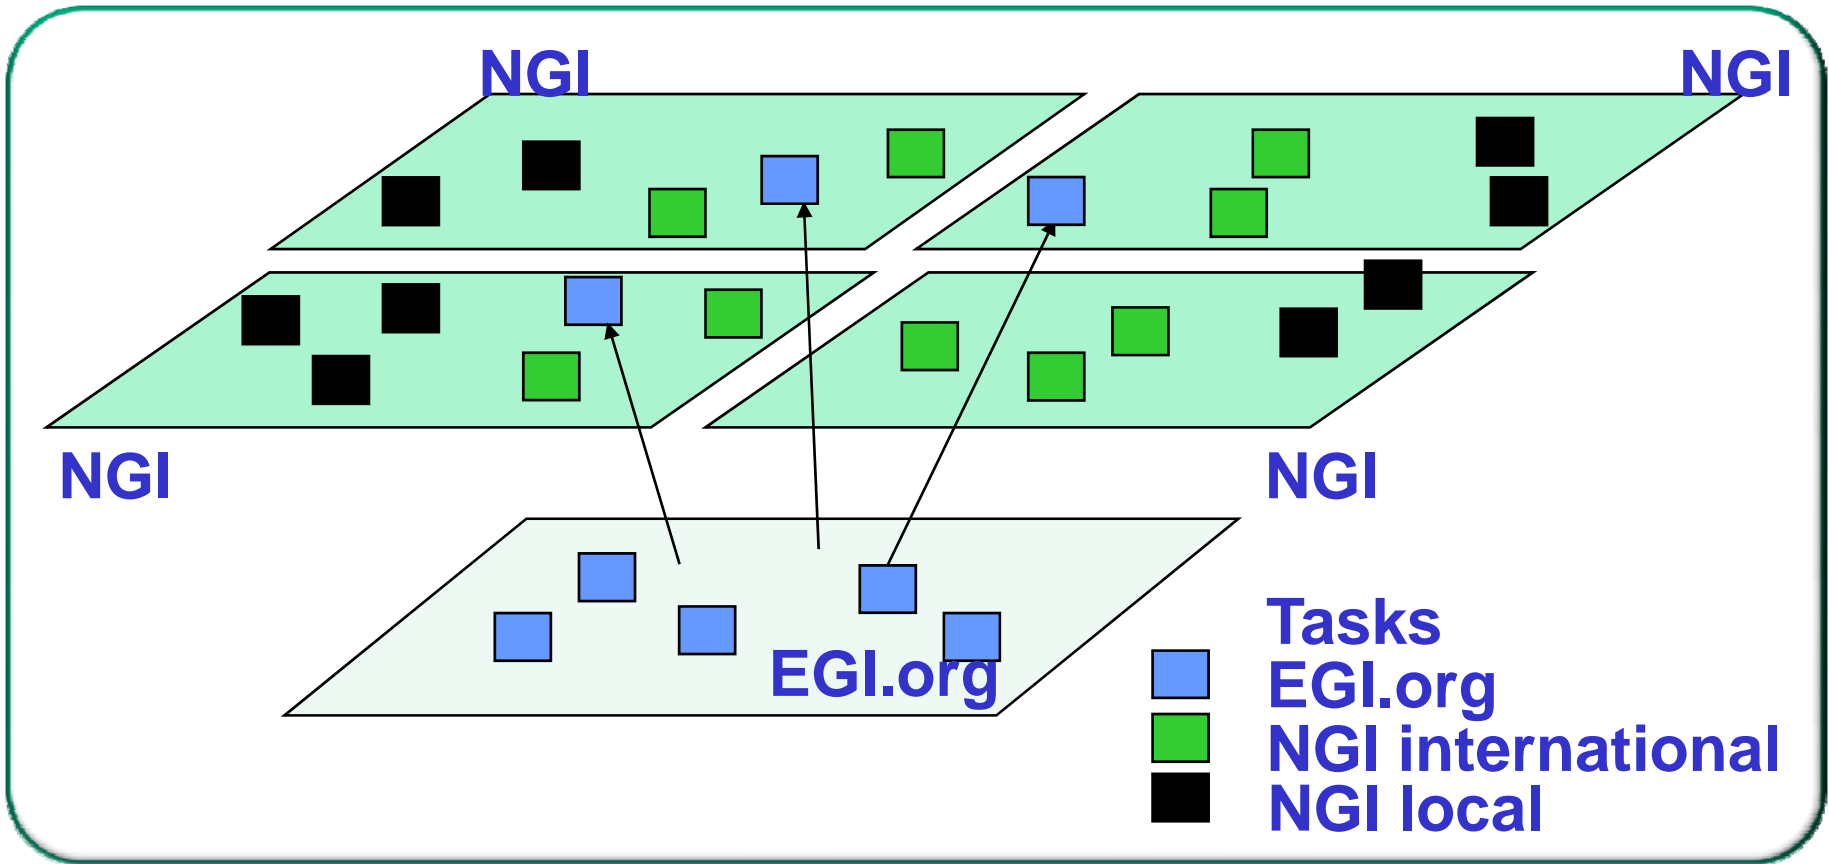 NGI
NGI
NGI
NGI
EGI.org
Tasks
EGI.org
NGI international
NGI local